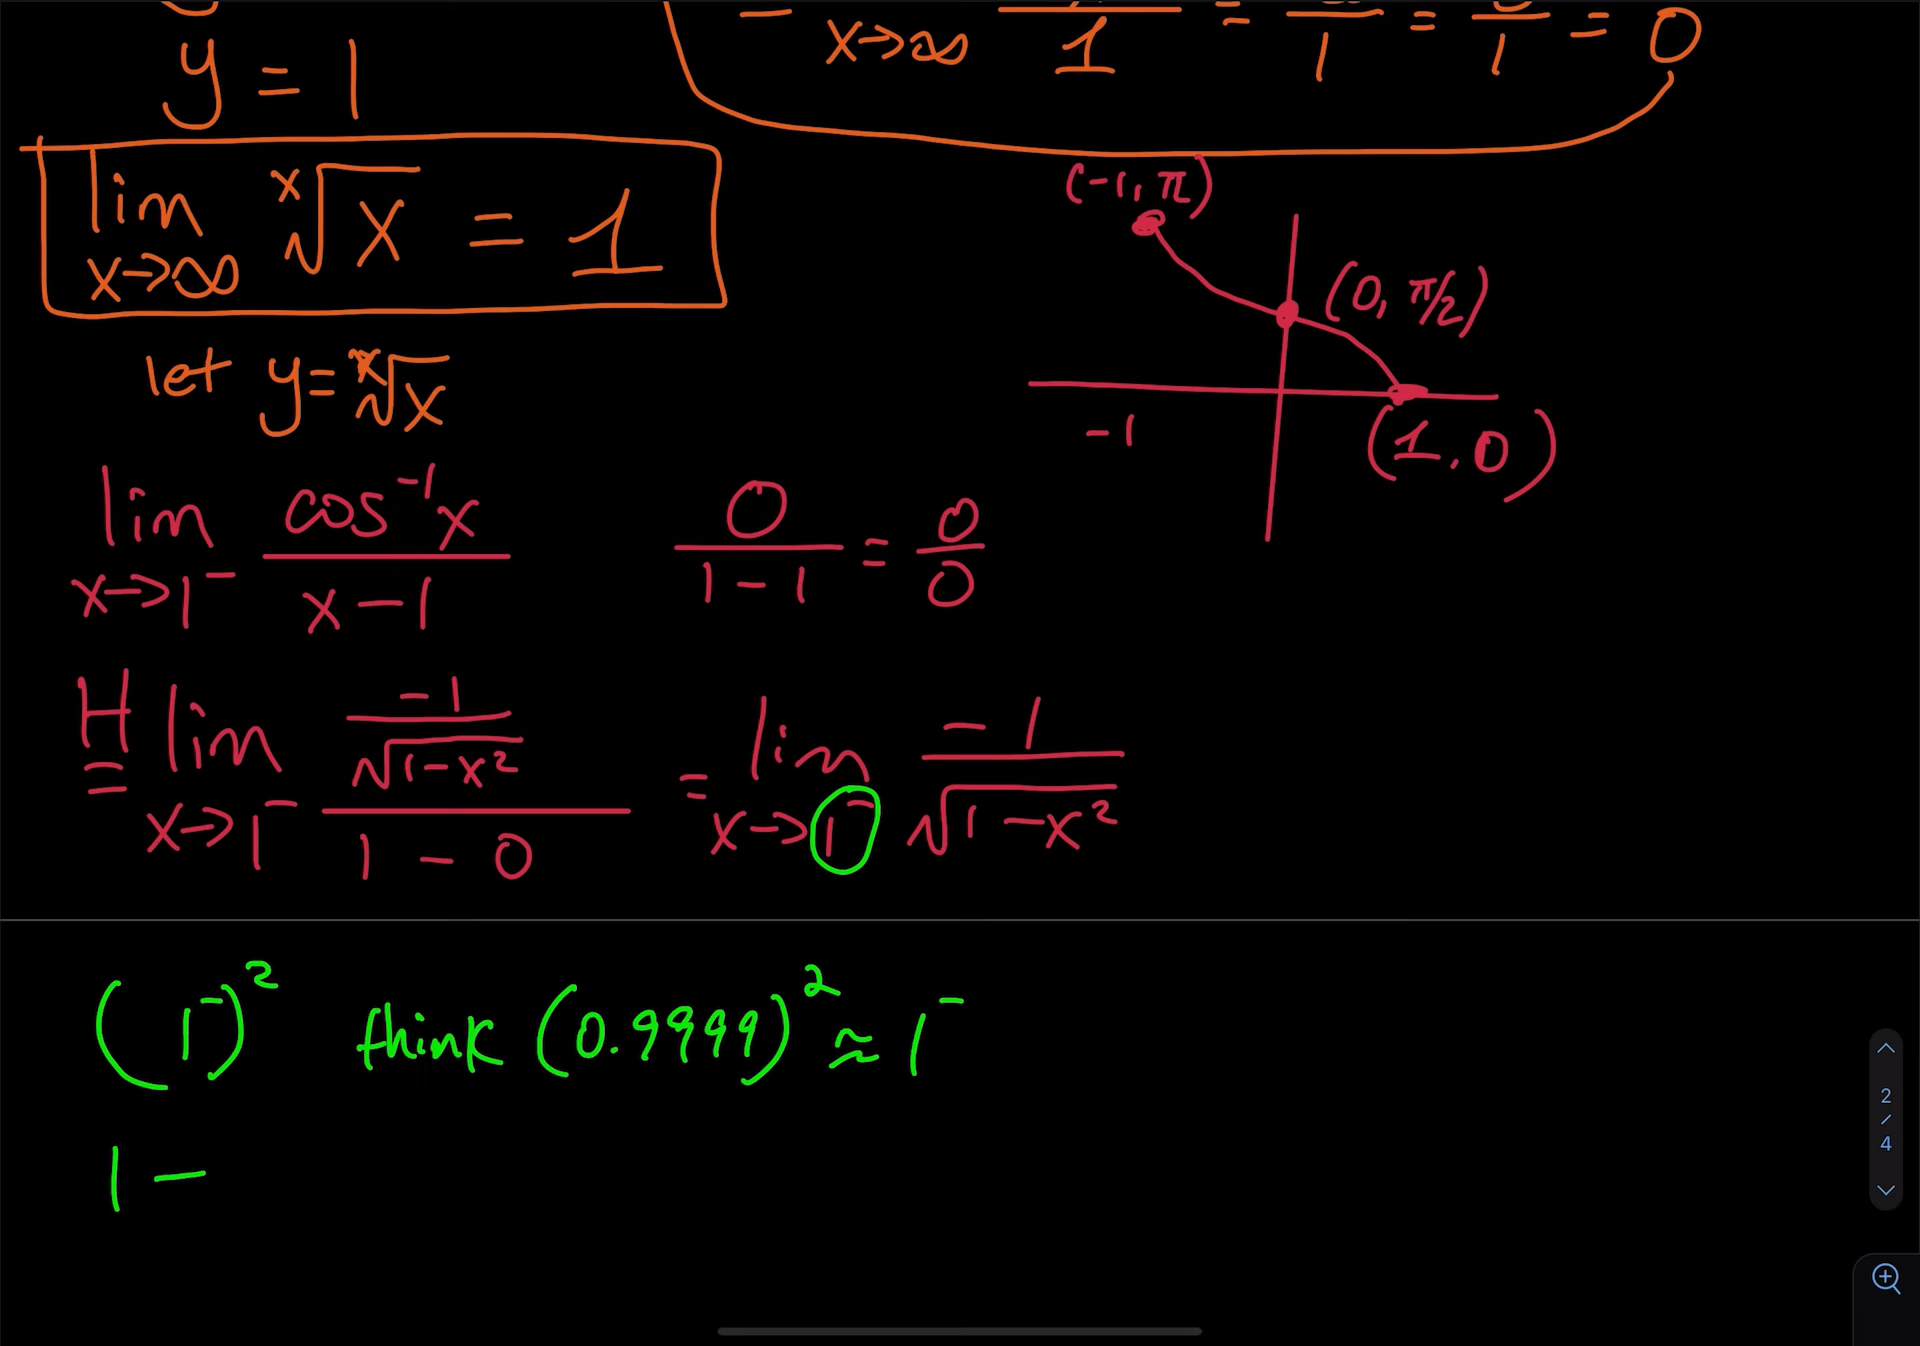 = lim x→∞ /1 = /1 = /1 = 0
y = 1
lim x→∞ ˣ√x = 1
let y = ˣ√x
(-1, π)
(0, π/2)
-1
(1, 0)
lim x→1⁻ cos⁻¹x / (x - 1)
0 / (1 - 1) = 0/0
H= lim x→1⁻ (-1 / √(1-x²)) / (1 - 0) = lim x→1⁻ -1 / √(1-x²)
(1⁻)² think (0.9999)² ≈ 1⁻
1 -
2 / 4